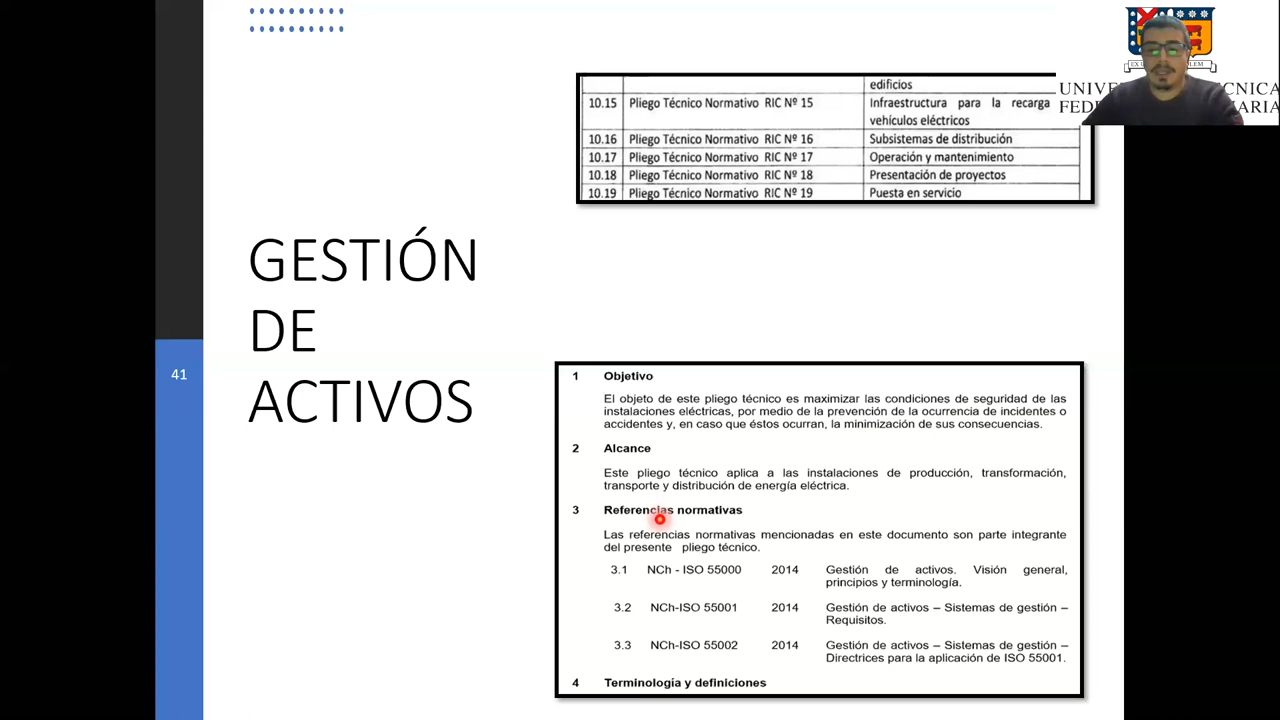 GESTIÓN
DE
ACTIVOS
41
edificios
10.15 Pliego Técnico Normativo RIC Nº 15 Infraestructura para la recarga
vehículos eléctricos
10.16 Pliego Técnico Normativo RIC Nº 16 Subsistemas de distribución
10.17 Pliego Técnico Normativo RIC Nº 17 Operación y mantenimiento
10.18 Pliego Técnico Normativo RIC Nº 18 Presentación de proyectos
10.19 Pliego Técnico Normativo RIC Nº 19 Puesta en servicio
1 Objetivo
El objeto de este pliego técnico es maximizar las condiciones de seguridad de las
instalaciones eléctricas, por medio de la prevención de la ocurrencia de incidentes o
accidentes y, en caso que éstos ocurran, la minimización de sus consecuencias.
2 Alcance
Este pliego técnico aplica a las instalaciones de producción, transformación,
transporte y distribución de energía eléctrica.
3 Referencias normativas
Las referencias normativas mencionadas en este documento son parte integrante
del presente pliego técnico.
3.1 NCh - ISO 55000 2014 Gestión de activos. Visión general,
principios y terminología.
3.2 NCh-ISO 55001 2014 Gestión de activos – Sistemas de gestión –
Requisitos.
3.3 NCh-ISO 55002 2014 Gestión de activos – Sistemas de gestión –
Directrices para la aplicación de ISO 55001.
4 Terminología y definiciones